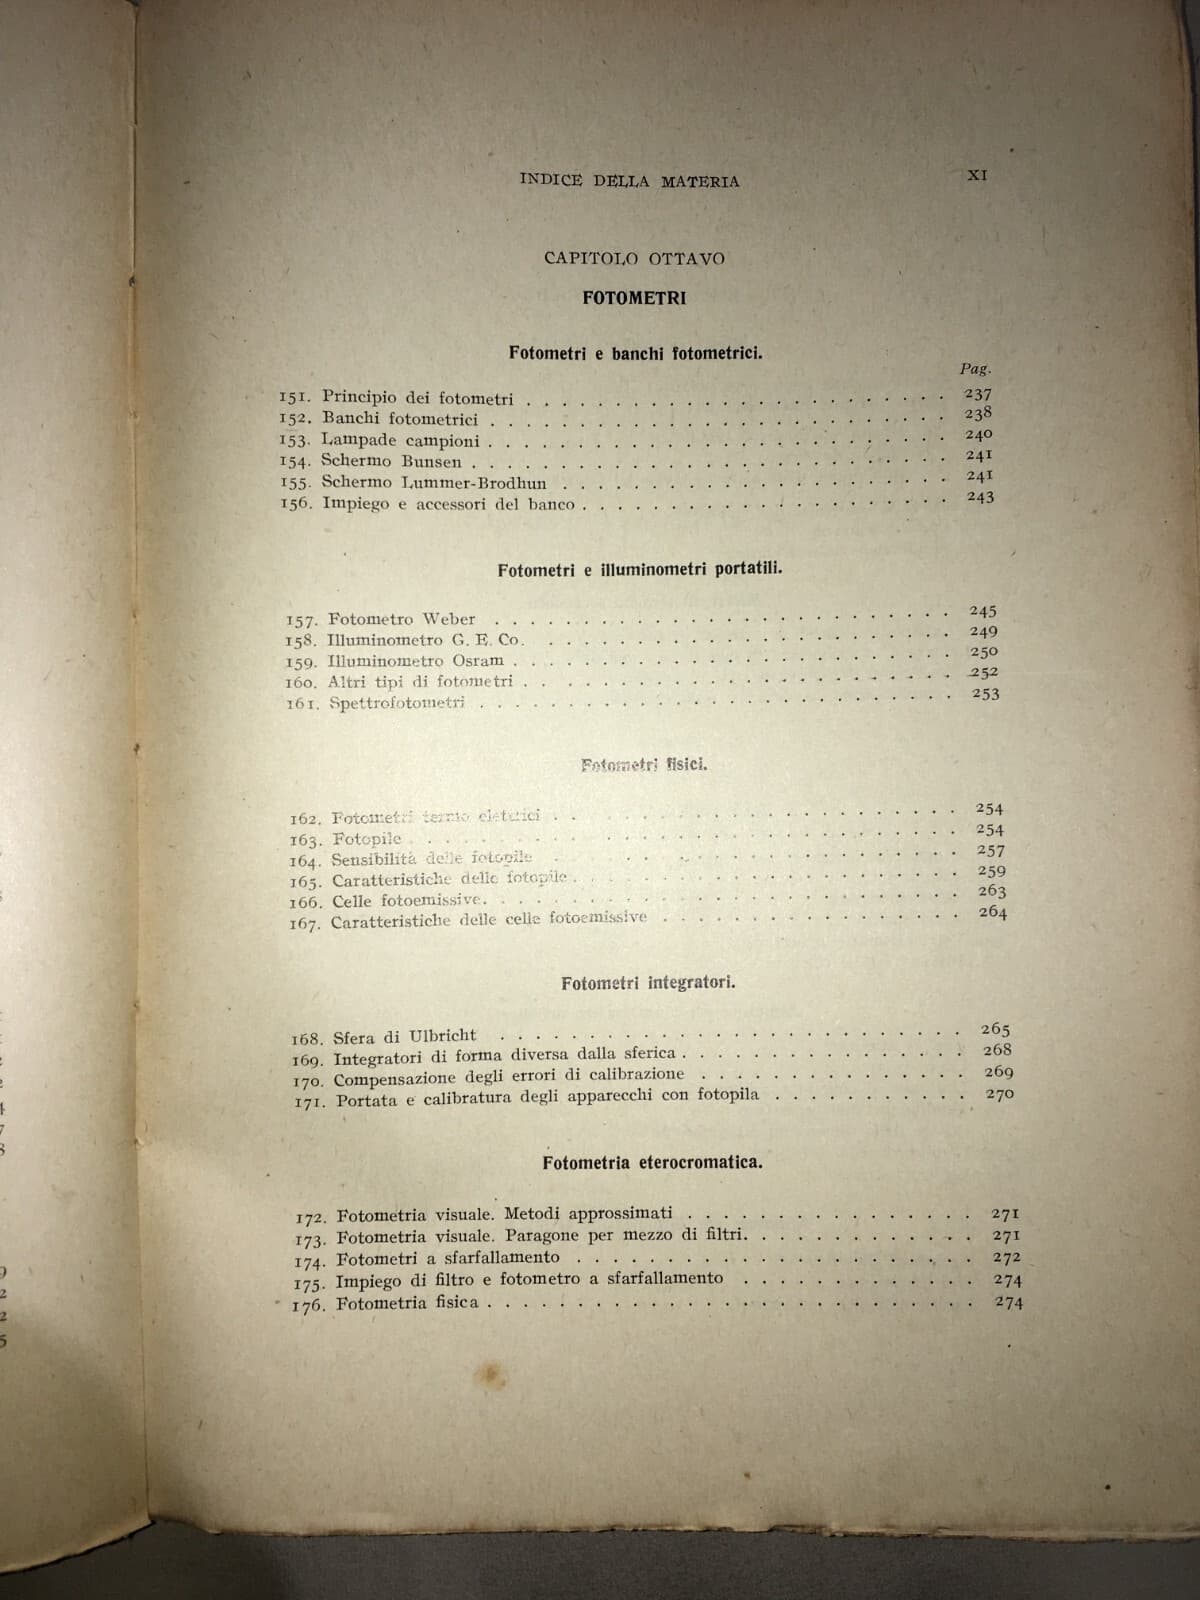 INDICE DELLA MATERIA XI
CAPITOLO OTTAVO
FOTOMETRI
Fotometri e banchi fotometrici.
Pag.
151. Principio dei fotometri . . . . . . . . . . . . . . . . . . . . . . . . 237
152. Banchi fotometrici . . . . . . . . . . . . . . . . . . . . . . . . . . 238
153. Lampade campioni . . . . . . . . . . . . . . . . . . . . . . . . . . 240
154. Schermo Bunsen . . . . . . . . . . . . . . . . . . . . . . . . . . . 241
155. Schermo Lummer-Brodhun . . . . . . . . . . . . . . . . . . . . . 241
156. Impiego e accessori del banco . . . . . . . . . . . . . . . . . . . . 243
Fotometri e illuminometri portatili.
157. Fotometro Weber . . . . . . . . . . . . . . . . . . . . . . . . . . 245
158. Illuminometro G. E. Co. . . . . . . . . . . . . . . . . . . . . . . . 249
159. Illuminometro Osram . . . . . . . . . . . . . . . . . . . . . . . . 250
160. Altri tipi di fotometri . . . . . . . . . . . . . . . . . . . . . . . . 252
161. Spettrofotometri . . . . . . . . . . . . . . . . . . . . . . . . . . . 253
Fotometri fisici.
162. Fotometri termo elettrici . . . . . . . . . . . . . . . . . . . . . . 254
163. Fotopile . . . . . . . . . . . . . . . . . . . . . . . . . . . . . . 254
164. Sensibilità delle fotopile . . . . . . . . . . . . . . . . . . . . . . 257
165. Caratteristiche delle fotopile . . . . . . . . . . . . . . . . . . . . 259
166. Celle fotoemissive. . . . . . . . . . . . . . . . . . . . . . . . . . 263
167. Caratteristiche delle celle fotoemissive . . . . . . . . . . . . . . . . 264
Fotometri integratori.
168. Sfera di Ulbricht . . . . . . . . . . . . . . . . . . . . . . . . . . 265
169. Integratori di forma diversa dalla sferica . . . . . . . . . . . . . . . 268
170. Compensazione degli errori di calibrazione . . . . . . . . . . . . . . 269
171. Portata e calibratura degli apparecchi con fotopila . . . . . . . . . . . 270
Fotometria eterocromatica.
172. Fotometria visuale. Metodi approssimati . . . . . . . . . . . . . . . . 271
173. Fotometria visuale. Paragone per mezzo di filtri. . . . . . . . . . . . . 271
174. Fotometri a sfarfallamento . . . . . . . . . . . . . . . . . . . . . . 272
175. Impiego di filtro e fotometro a sfarfallamento . . . . . . . . . . . . . 274
176. Fotometria fisica . . . . . . . . . . . . . . . . . . . . . . . . . . . 274